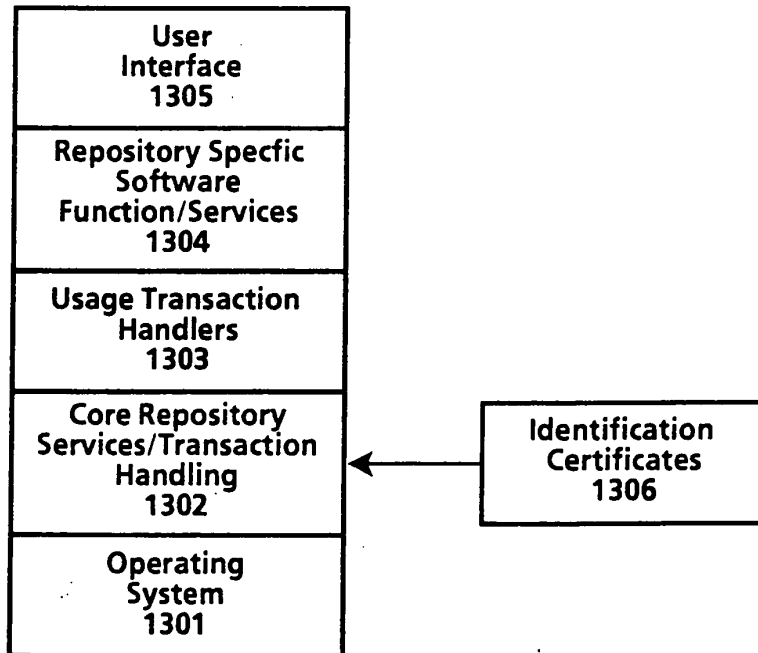 User
Interface
1305
Repository Specfic
Software
Function/Services
1304
Usage Transaction
Handlers
1303
Core Repository
Services/Transaction
Handling
1302
Identification
Certificates
1306
Operating
System
1301